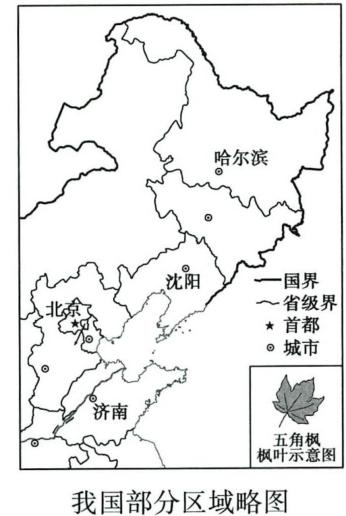 哈尔滨
沈阳
北京
济南
国界
省级界
首都
城市
五角枫
枫叶示意图
我国部分区域略图